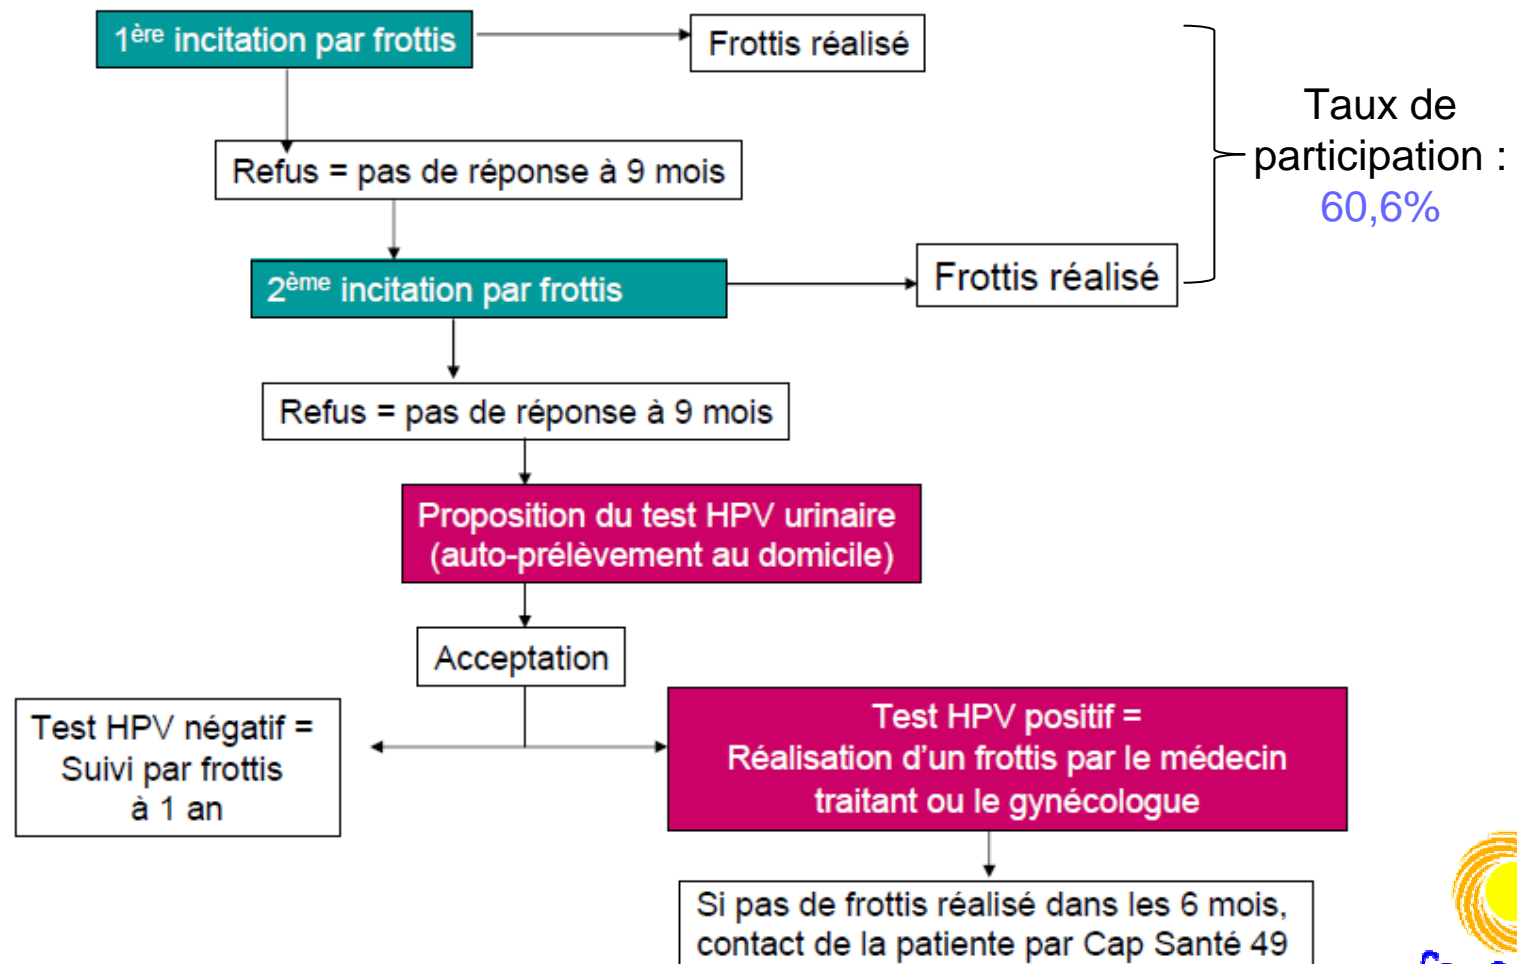 1ère incitation par frottis
Frottis réalisé
Taux de
participation :
60,6%
Refus = pas de réponse à 9 mois
2ème incitation par frottis
Frottis réalisé
Refus = pas de réponse à 9 mois
Proposition du test HPV urinaire
(auto-prélèvement au domicile)
Acceptation
Test HPV négatif =
Suivi par frottis
à 1 an
Test HPV positif =
Réalisation d'un frottis par le médecin
traitant ou le gynécologue
Si pas de frottis réalisé dans les 6 mois,
contact de la patiente par Cap Santé 49